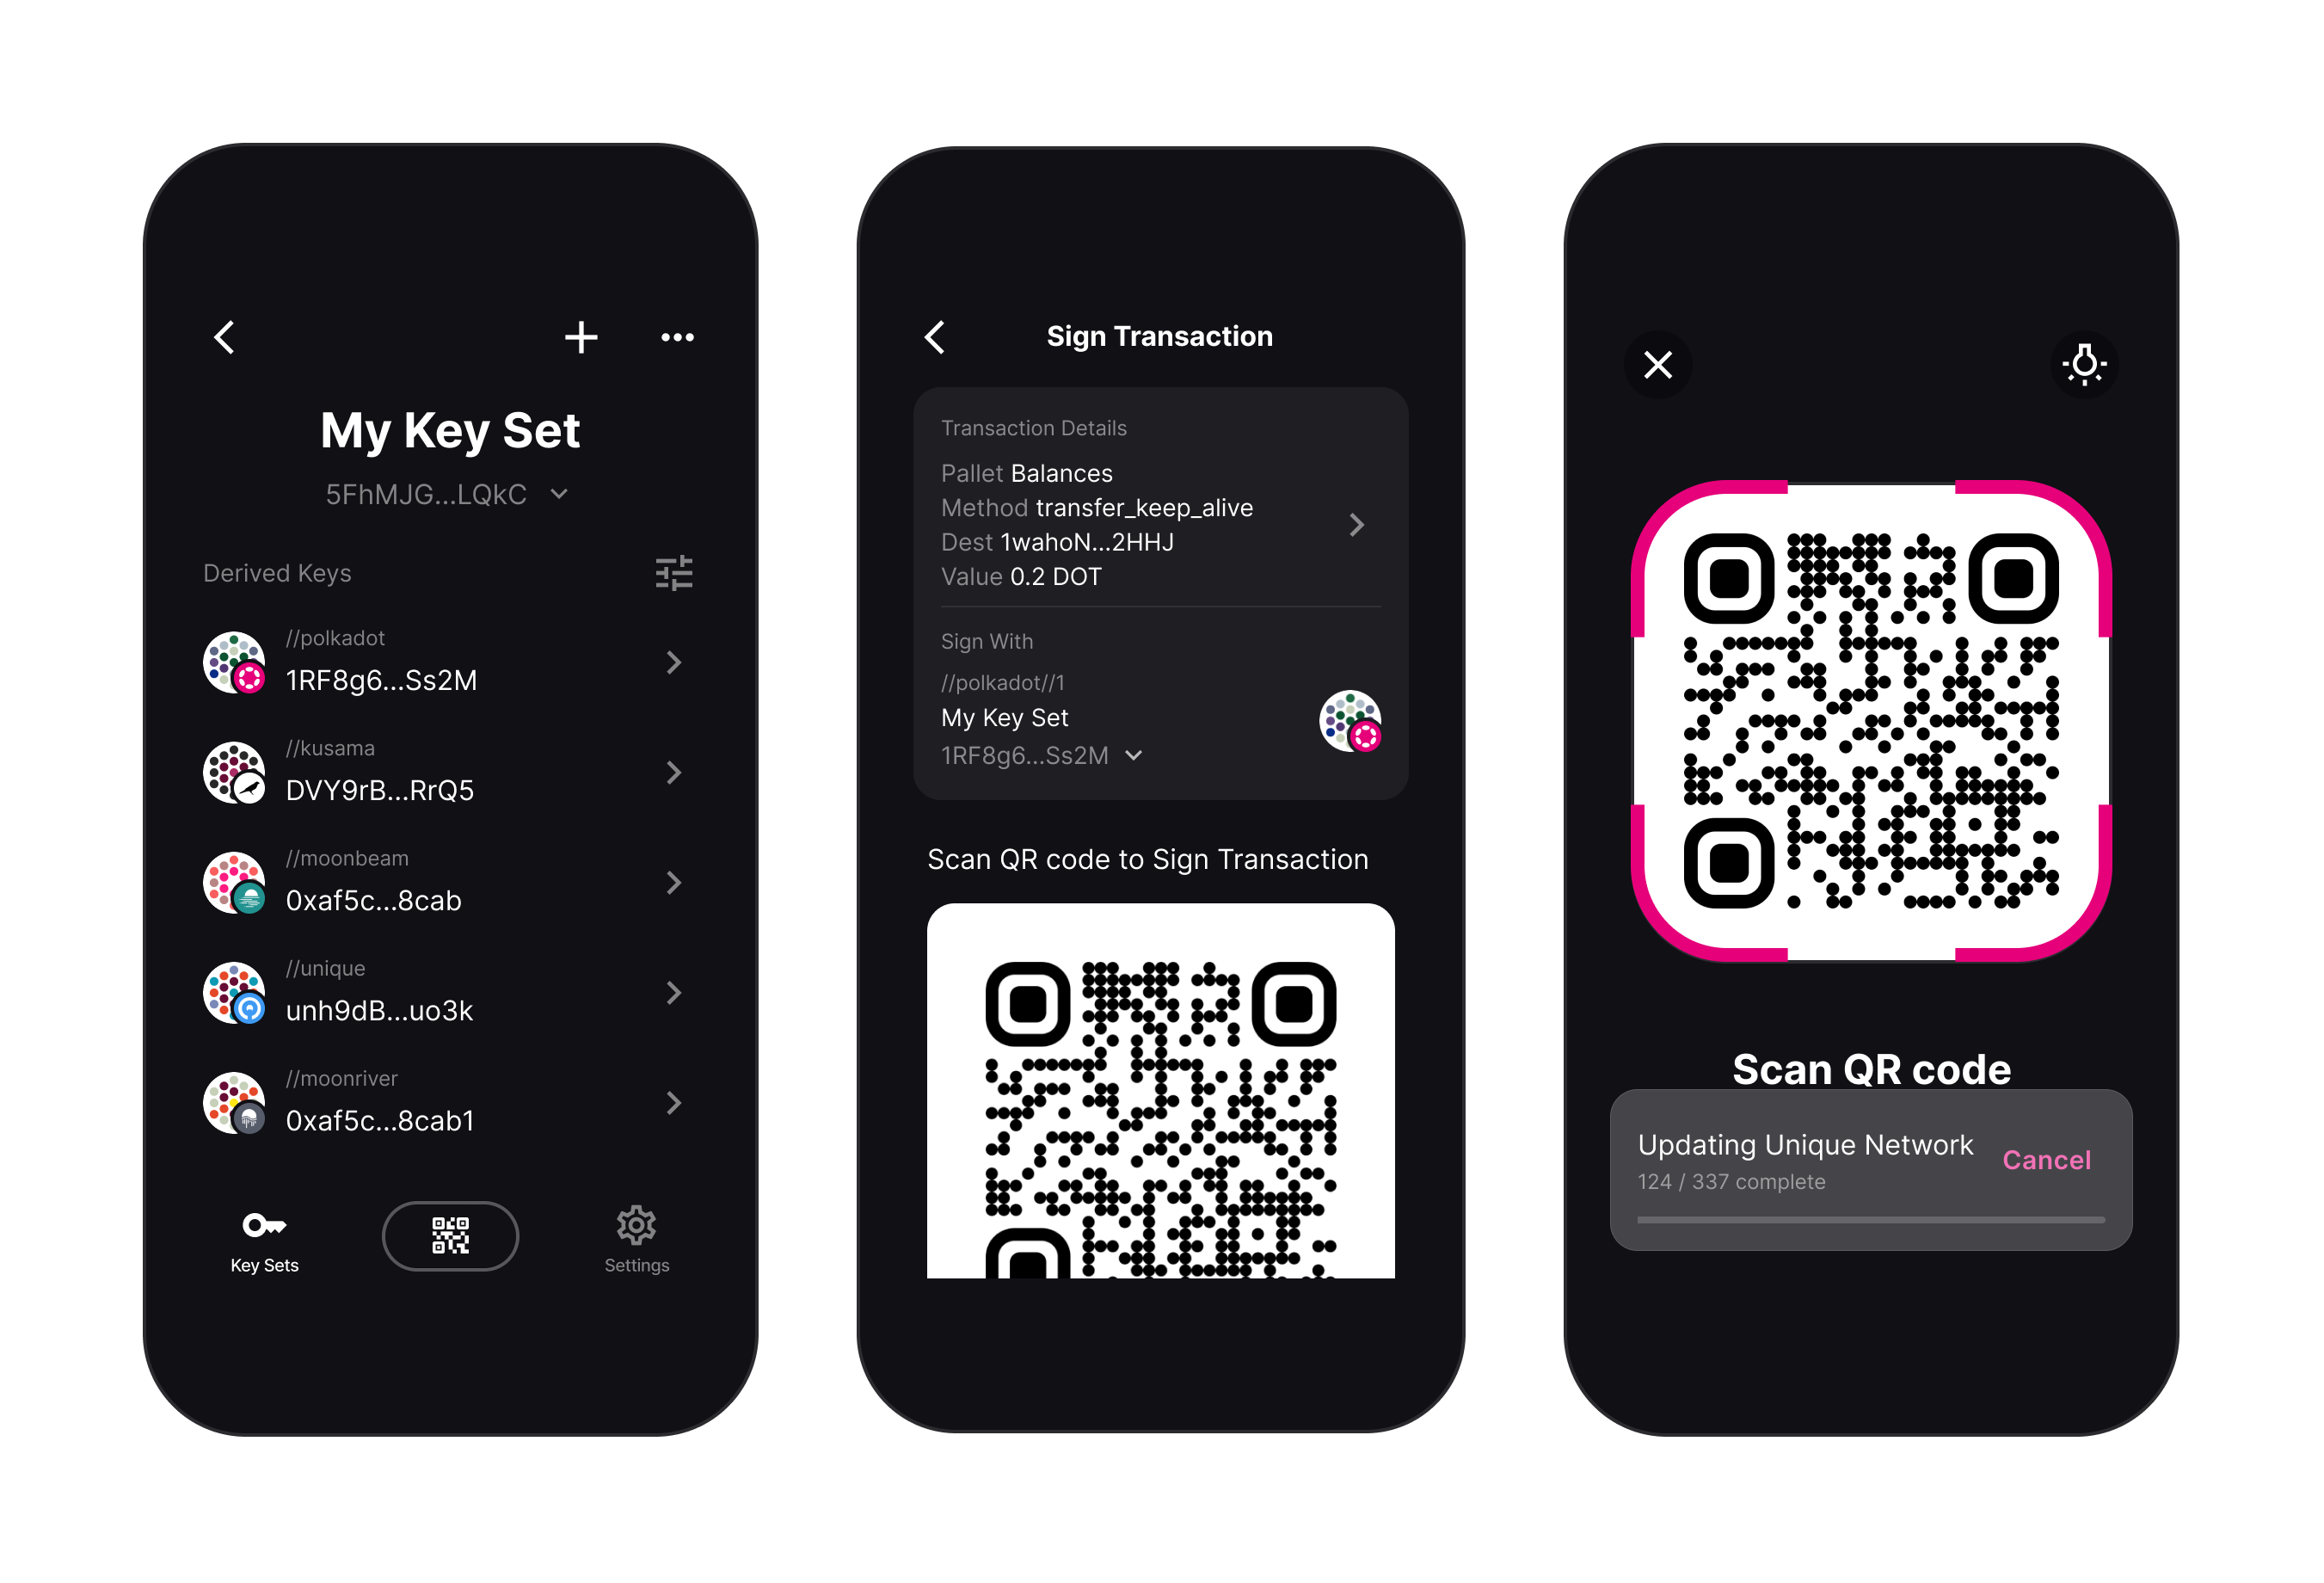 My Key Set
5FhMJG...LQkC
Derived Keys
//polkadot
1RF8g6...Ss2M
//kusama
DVY9rB...RrQ5
//moonbeam
0xaf5c...8cab
//unique
unh9dB...uo3k
//moonriver
0xaf5c...8cab1
Key Sets
Settings
Sign Transaction
Transaction Details
Pallet Balances
Method transfer_keep_alive
Dest 1wahoN...2HHJ
Value 0.2 DOT
Sign With
//polkadot//1
My Key Set
1RF8g6...Ss2M
Scan QR code to Sign Transaction
Scan QR code
Updating Unique Network
Cancel
124 / 337 complete